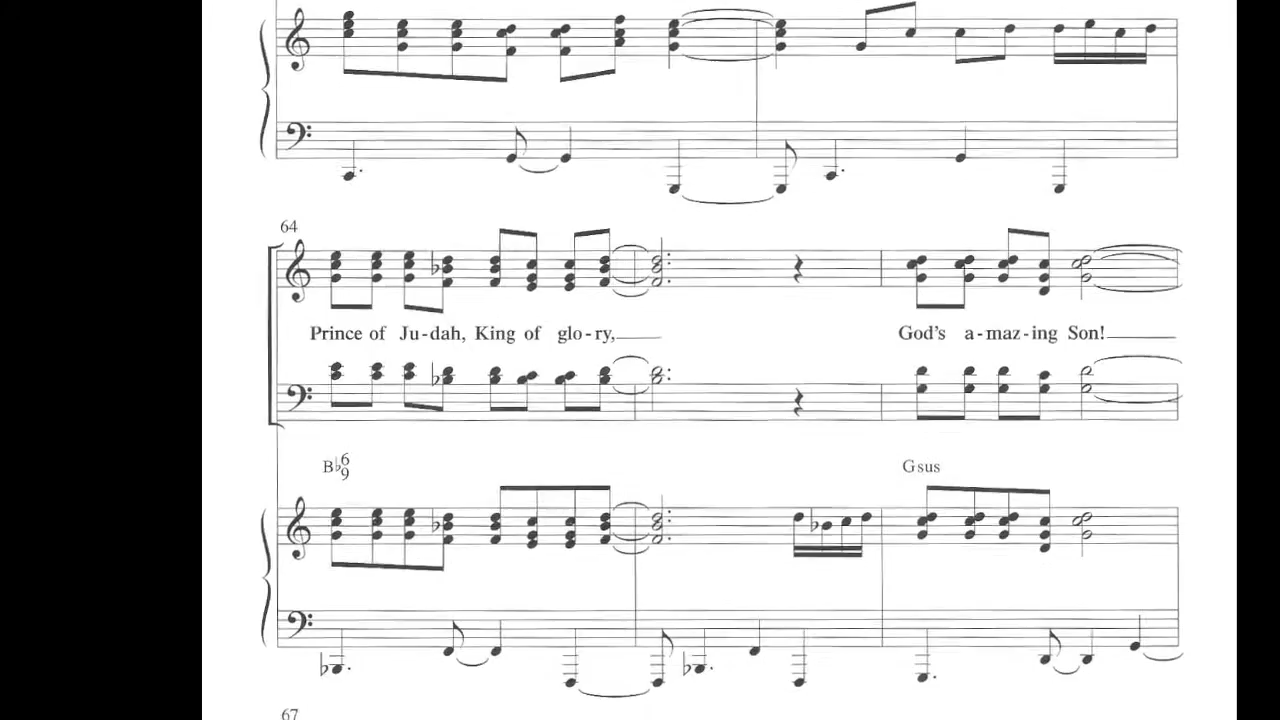 64
Prince of Ju-dah, King of glo-ry,
God's a-maz-ing Son!
B♭6
9
Gsus
67